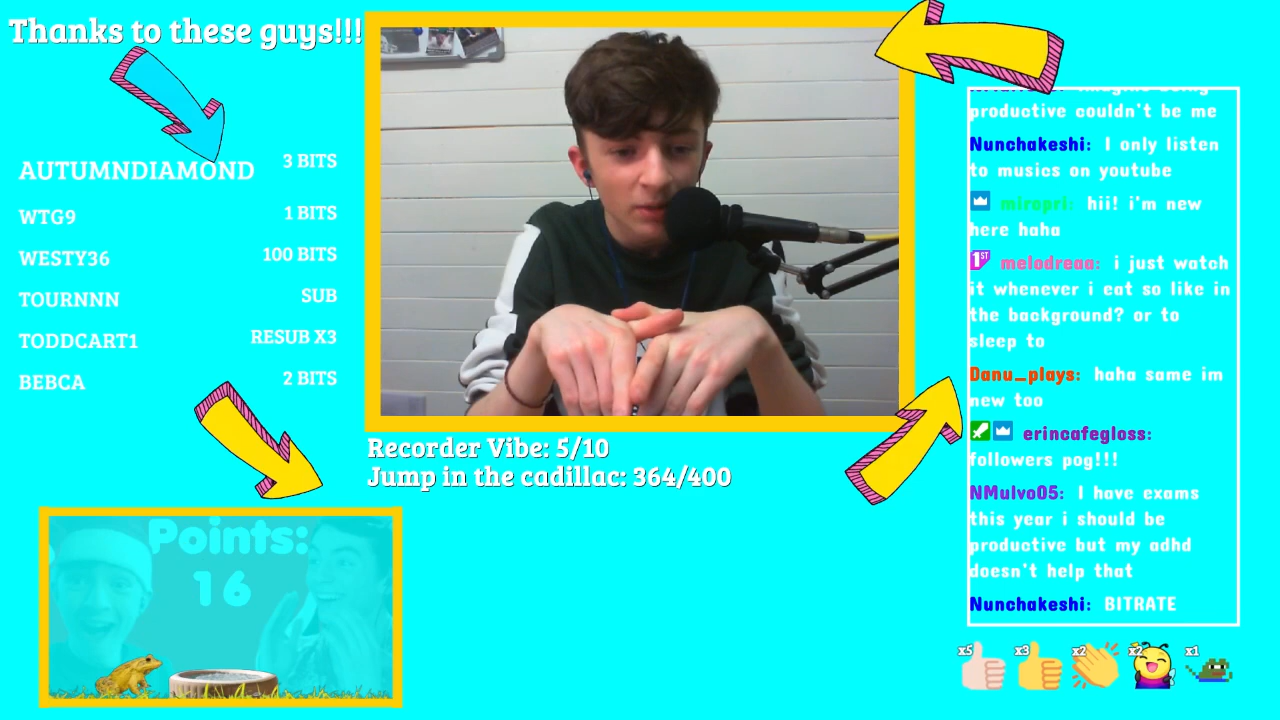 Thanks to these guys!!!
AUTUMNDIAMOND 3 BITS
WTG9 1 BITS
WESTY36 100 BITS
TOURNNN SUB
TODDCART1 RESUB X3
BEBCA 2 BITS
Recorder Vibe: 5/10
Jump in the cadillac: 364/400
Points:
16
productive couldn't be me
Nunchakeshi: I only listen
to musics on youtube
miropri: hii! i'm new
here haha
1ST melodreaa: i just watch
it whenever i eat so like in
the background? or to
sleep to
Danu_plays: haha same im
new too
erincafegloss:
followers pog!!!
NMulvo05: I have exams
this year i should be
productive but my adhd
doesn't help that
Nunchakeshi: BITRATE
x5 x3 x2 x2 x1